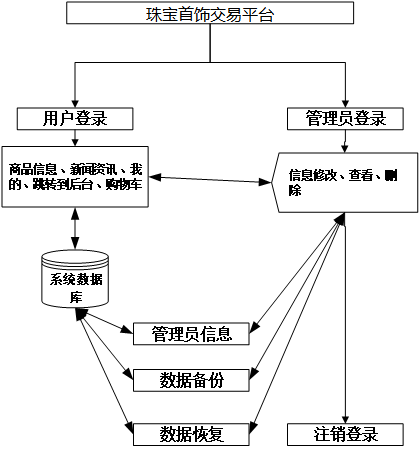 珠宝首饰交易平台
用户登录
管理员登录
商品信息、新闻资讯、我
的、跳转到后台、购物车
信息修改、查看、删
除
系统数据
库
管理员信息
数据备份
数据恢复
注销登录